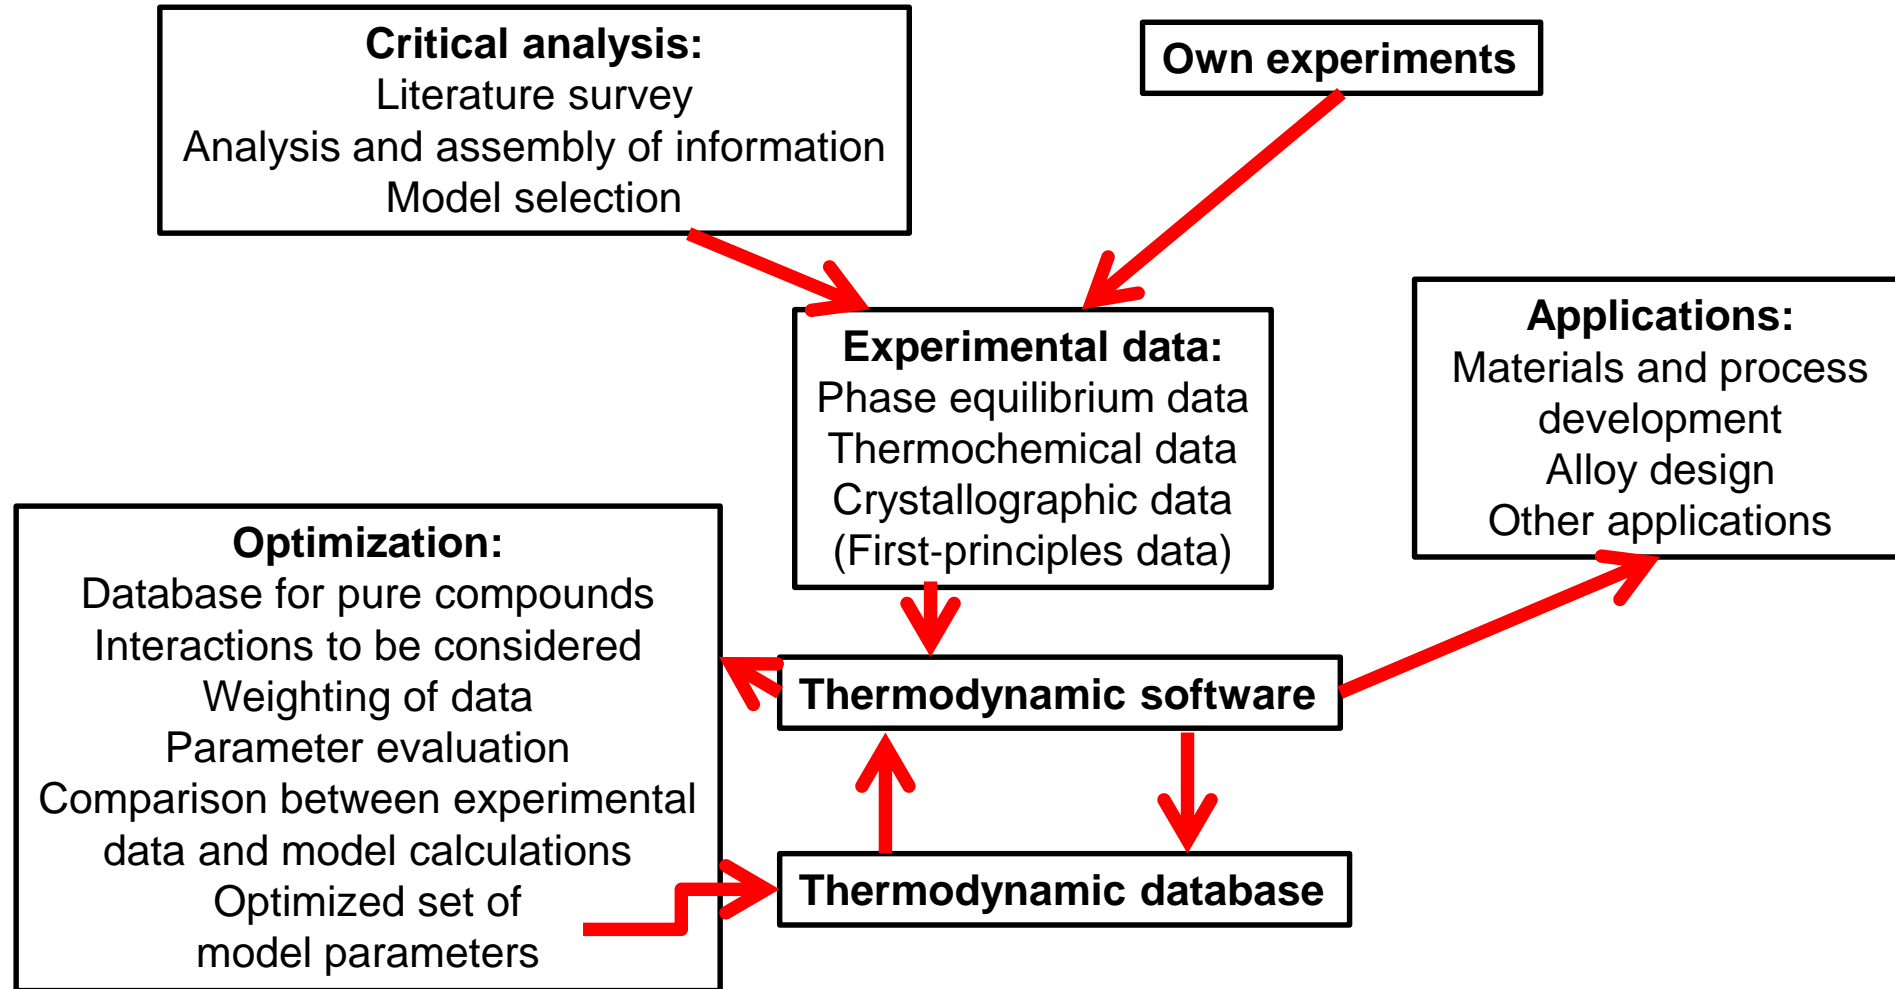 Critical analysis:
Literature survey
Analysis and assembly of information
Model selection
Own experiments
Experimental data:
Phase equilibrium data
Thermochemical data
Crystallographic data
(First-principles data)
Applications:
Materials and process
development
Alloy design
Other applications
Optimization:
Database for pure compounds
Interactions to be considered
Weighting of data
Parameter evaluation
Comparison between experimental
data and model calculations
Optimized set of
model parameters
Thermodynamic software
Thermodynamic database